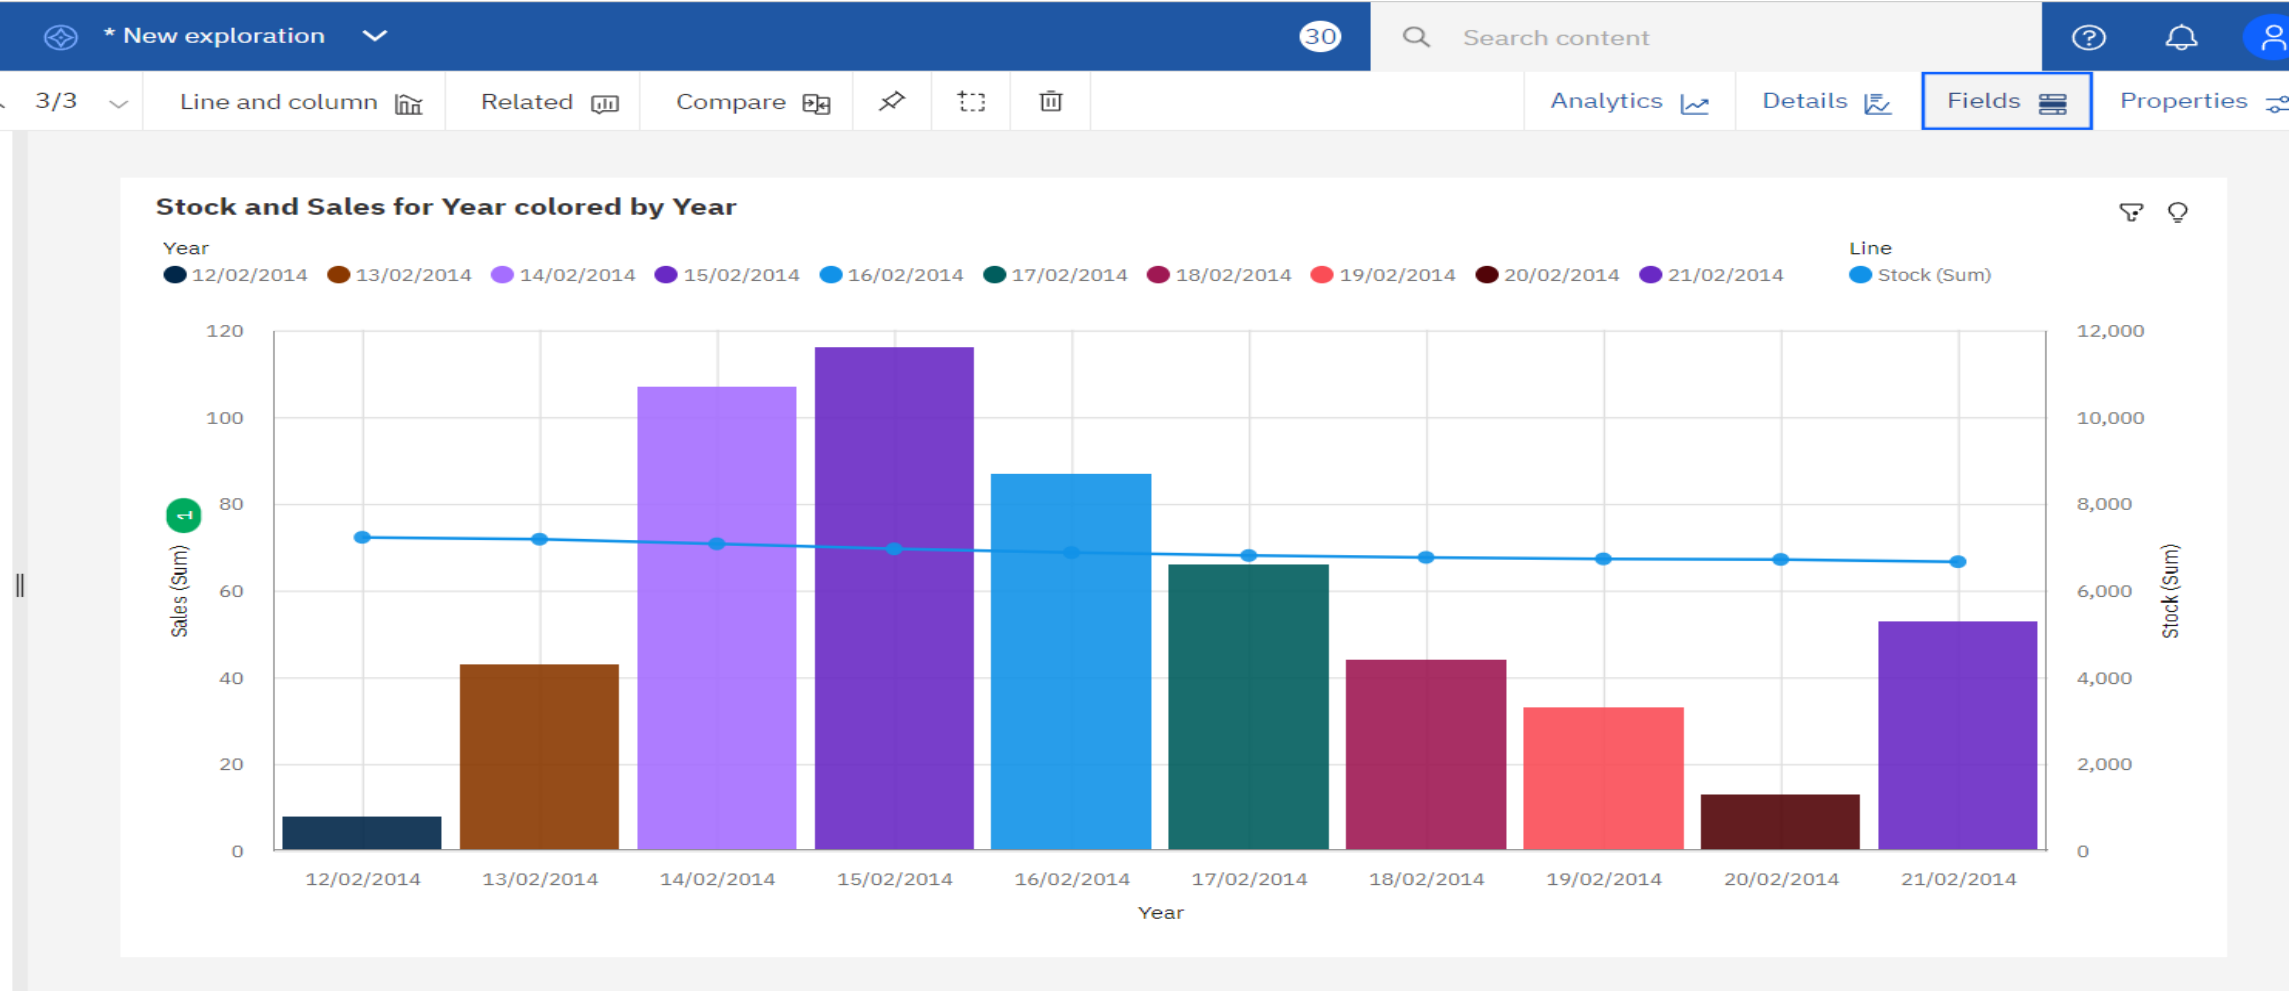 * New exploration 30 Search content
3/3 Line and column Related Compare Analytics Details Fields Properties
Stock and Sales for Year colored by Year
Year Line
12/02/2014 13/02/2014 14/02/2014 15/02/2014 16/02/2014 17/02/2014 18/02/2014 19/02/2014 20/02/2014 21/02/2014 Stock (Sum)
120 12,000
100 10,000
80 8,000
1
Sales (Sum)
60 6,000
Stock (Sum)
40 4,000
20 2,000
0 0
12/02/2014 13/02/2014 14/02/2014 15/02/2014 16/02/2014 17/02/2014 18/02/2014 19/02/2014 20/02/2014 21/02/2014
Year